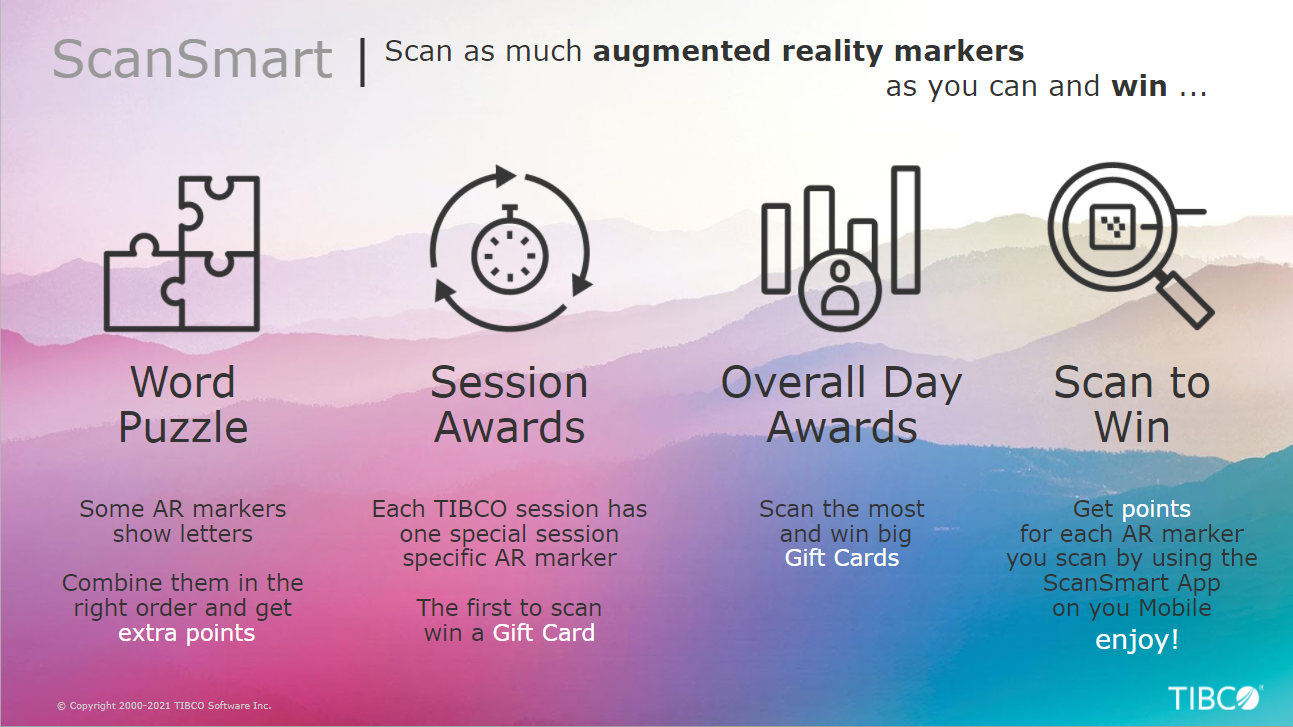 ScanSmart
Scan as much augmented reality markers
as you can and win ...
Word
Puzzle
Some AR markers
show letters
Combine them in the
right order and get
extra points
Session
Awards
Each TIBCO session has
one special session
specific AR marker
The first to scan
win a Gift Card
Overall Day
Awards
Scan the most
and win big
Gift Cards
Scan to
Win
Get points
for each AR marker
you scan by using the
ScanSmart App
on you Mobile
enjoy!
© Copyright 2000-2021 TIBCO Software Inc.
TIBCO®